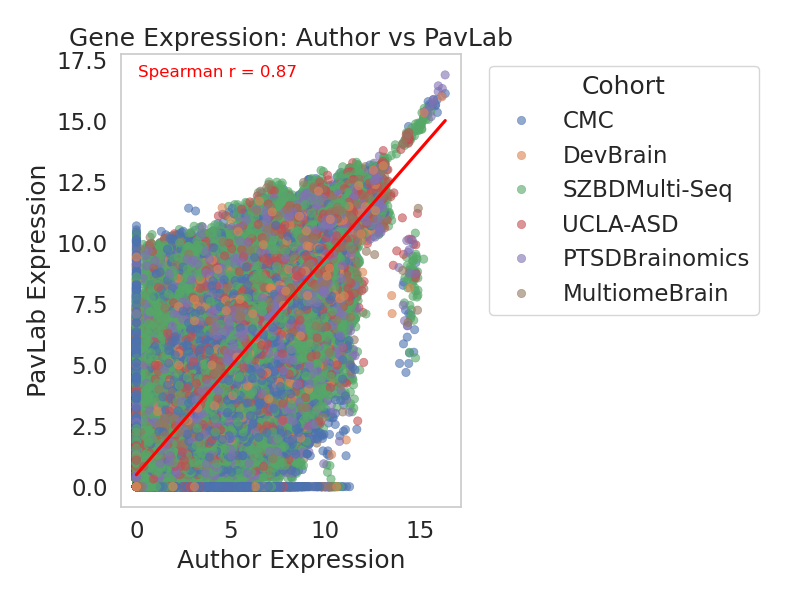 Gene Expression: Author vs PavLab
Spearman r = 0.87
17.5
15.0
12.5
10.0
7.5
5.0
2.5
0.0
PavLab Expression
0
5
10
15
Author Expression
Cohort
CMC
DevBrain
SZBDMulti-Seq
UCLA-ASD
PTSDBrainomics
MultiomeBrain